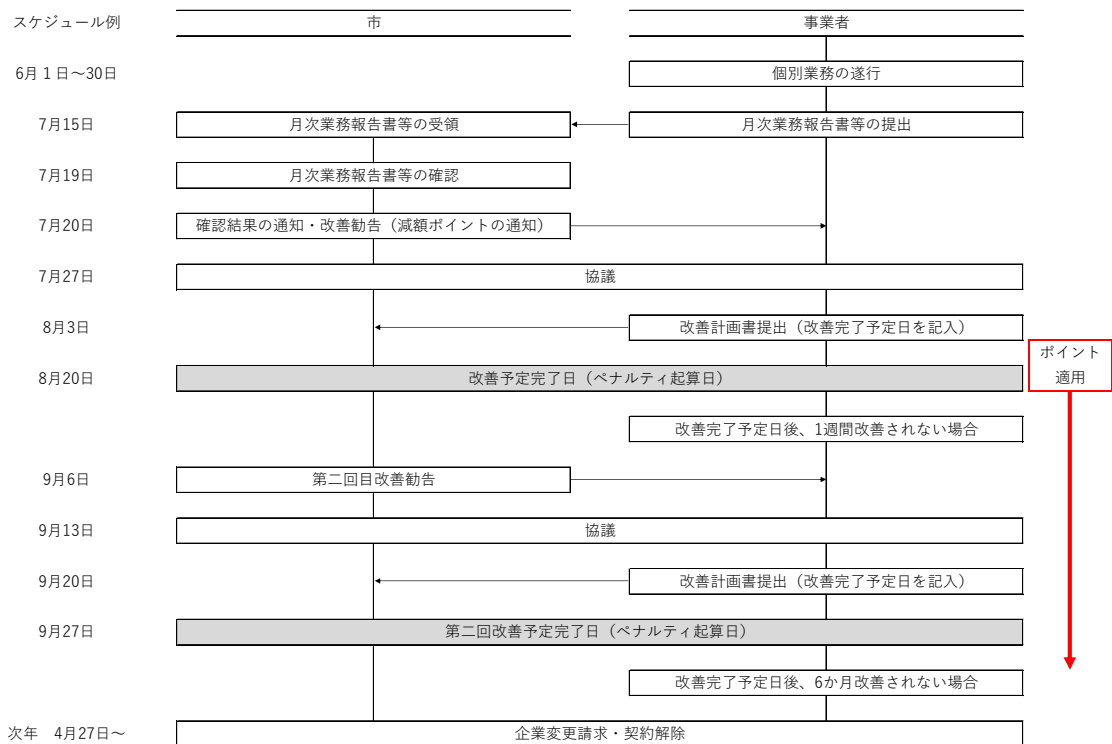 スケジュール例 市 事業者
6月１日～30日 個別業務の遂行
7月15日 月次業務報告書等の受領 月次業務報告書等の提出
7月19日 月次業務報告書等の確認
7月20日 確認結果の通知・改善勧告（減額ポイントの通知）
7月27日 協議
8月3日 改善計画書提出（改善完了予定日を記入）
ポイント
適用
8月20日 改善予定完了日（ペナルティ起算日）
改善完了予定日後、1週間改善されない場合
9月6日 第二回目改善勧告
9月13日 協議
9月20日 改善計画書提出（改善完了予定日を記入）
9月27日 第二回改善予定完了日（ペナルティ起算日）
改善完了予定日後、6か月改善されない場合
次年　4月27日～ 企業変更請求・契約解除